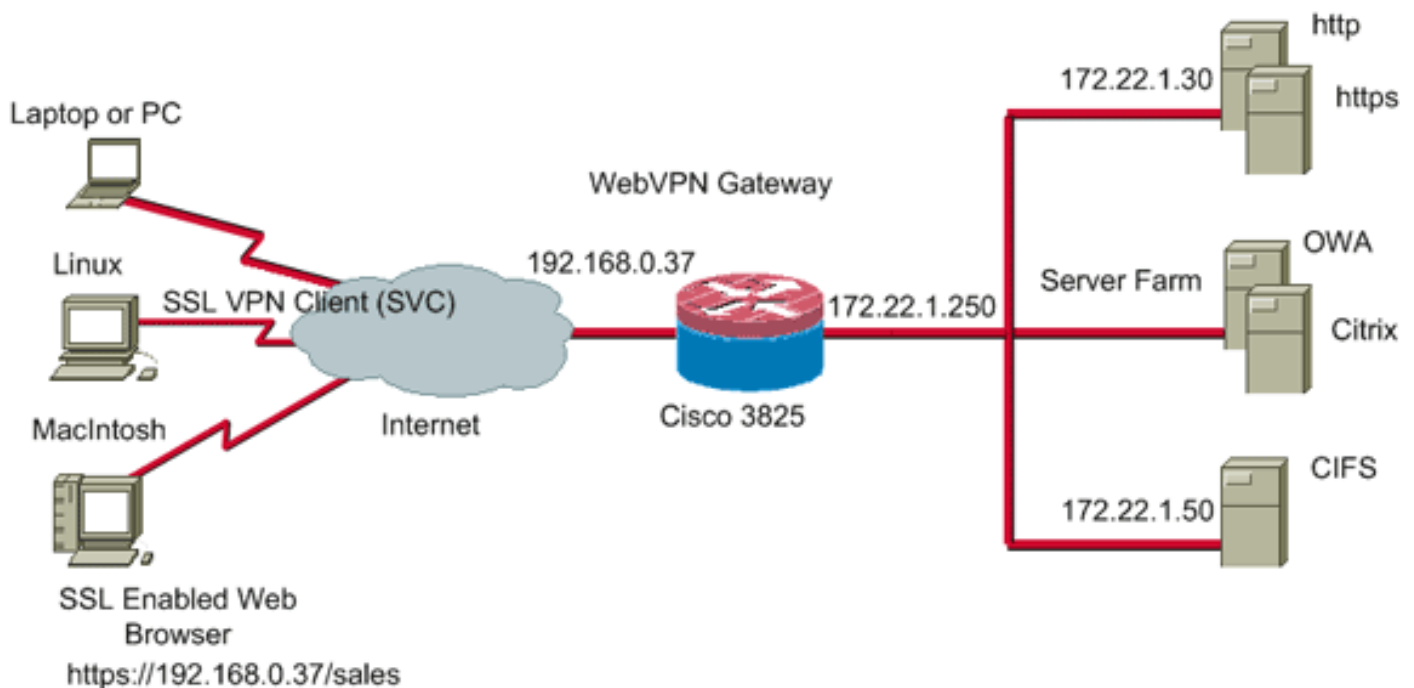 http
172.22.1.30
https
Laptop or PC
WebVPN Gateway
192.168.0.37
OWA
Linux
Server Farm
SSL VPN Client (SVC)
172.22.1.250
Citrix
Cisco 3825
MacIntosh
Internet
CIFS
172.22.1.50
SSL Enabled Web
Browser
https://192.168.0.37/sales